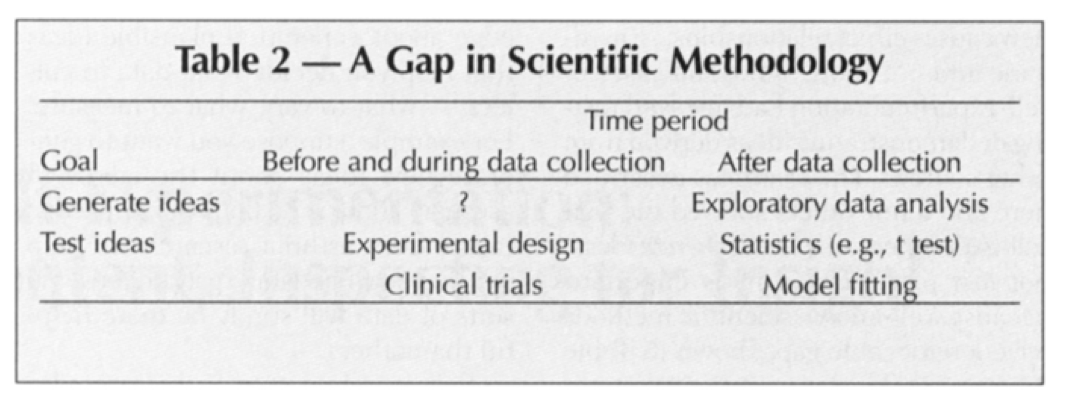 Table 2 — A Gap in Scientific Methodology
Time period
Goal Before and during data collection After data collection
Generate ideas ? Exploratory data analysis
Test ideas Experimental design Statistics (e.g., t test)
Clinical trials Model fitting